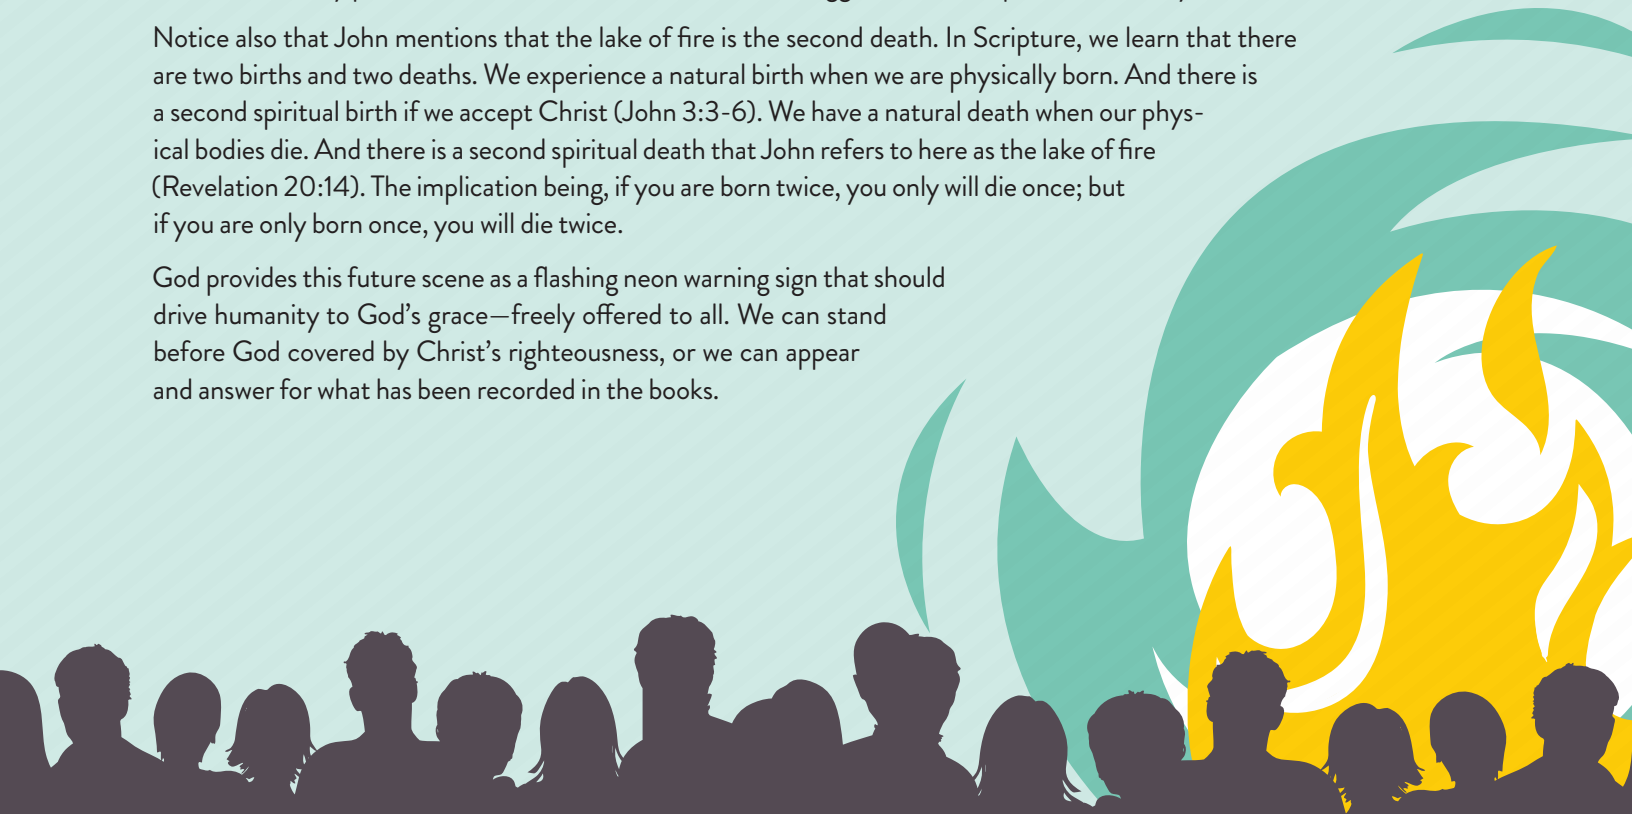 Notice also that John mentions that the lake of fire is the second death. In Scripture, we learn that there
are two births and two deaths. We experience a natural birth when we are physically born. And there is
a second spiritual birth if we accept Christ (John 3:3-6). We have a natural death when our phys-
ical bodies die. And there is a second spiritual death that John refers to here as the lake of fire
(Revelation 20:14). The implication being, if you are born twice, you only will die once; but
if you are only born once, you will die twice.
God provides this future scene as a flashing neon warning sign that should
drive humanity to God's grace—freely offered to all. We can stand
before God covered by Christ's righteousness, or we can appear
and answer for what has been recorded in the books.